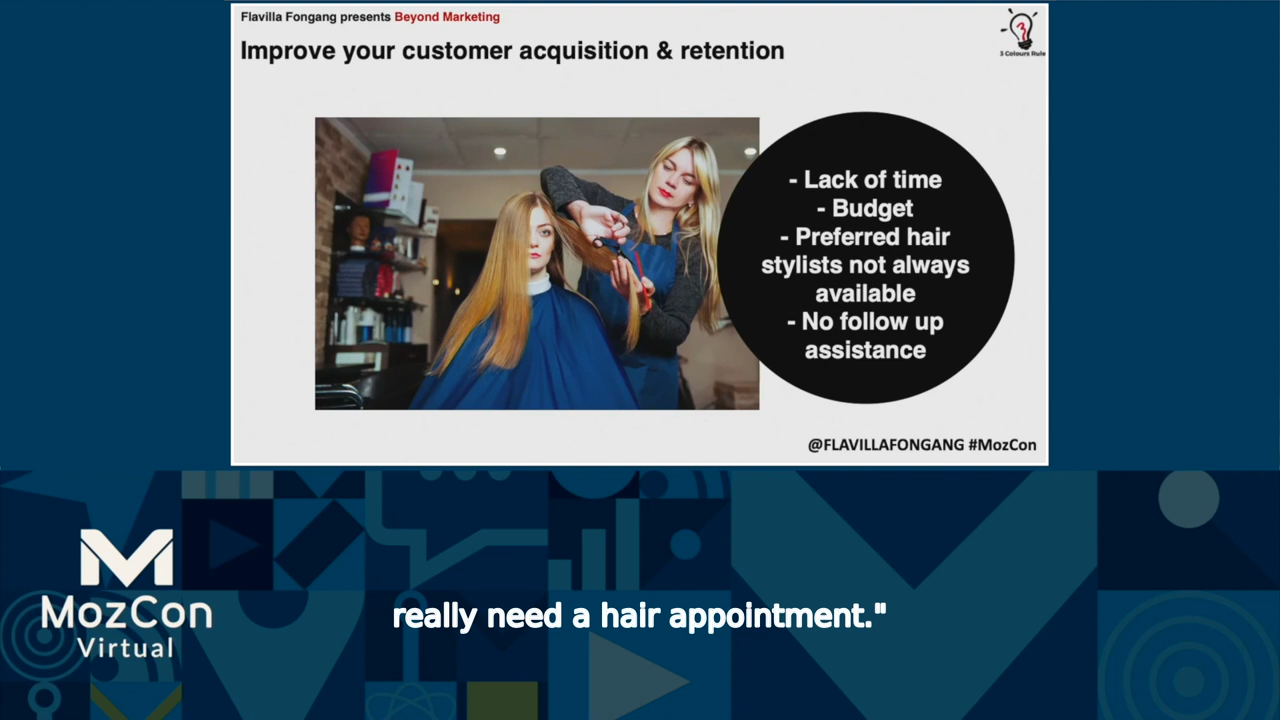 Flavilla Fongang presents Beyond Marketing
Improve your customer acquisition & retention
3 Colours Rule
- Lack of time
- Budget
- Preferred hair
stylists not always
available
- No follow up
assistance
@FLAVILLAFONGANG #MozCon
MozCon
Virtual
really need a hair appointment."